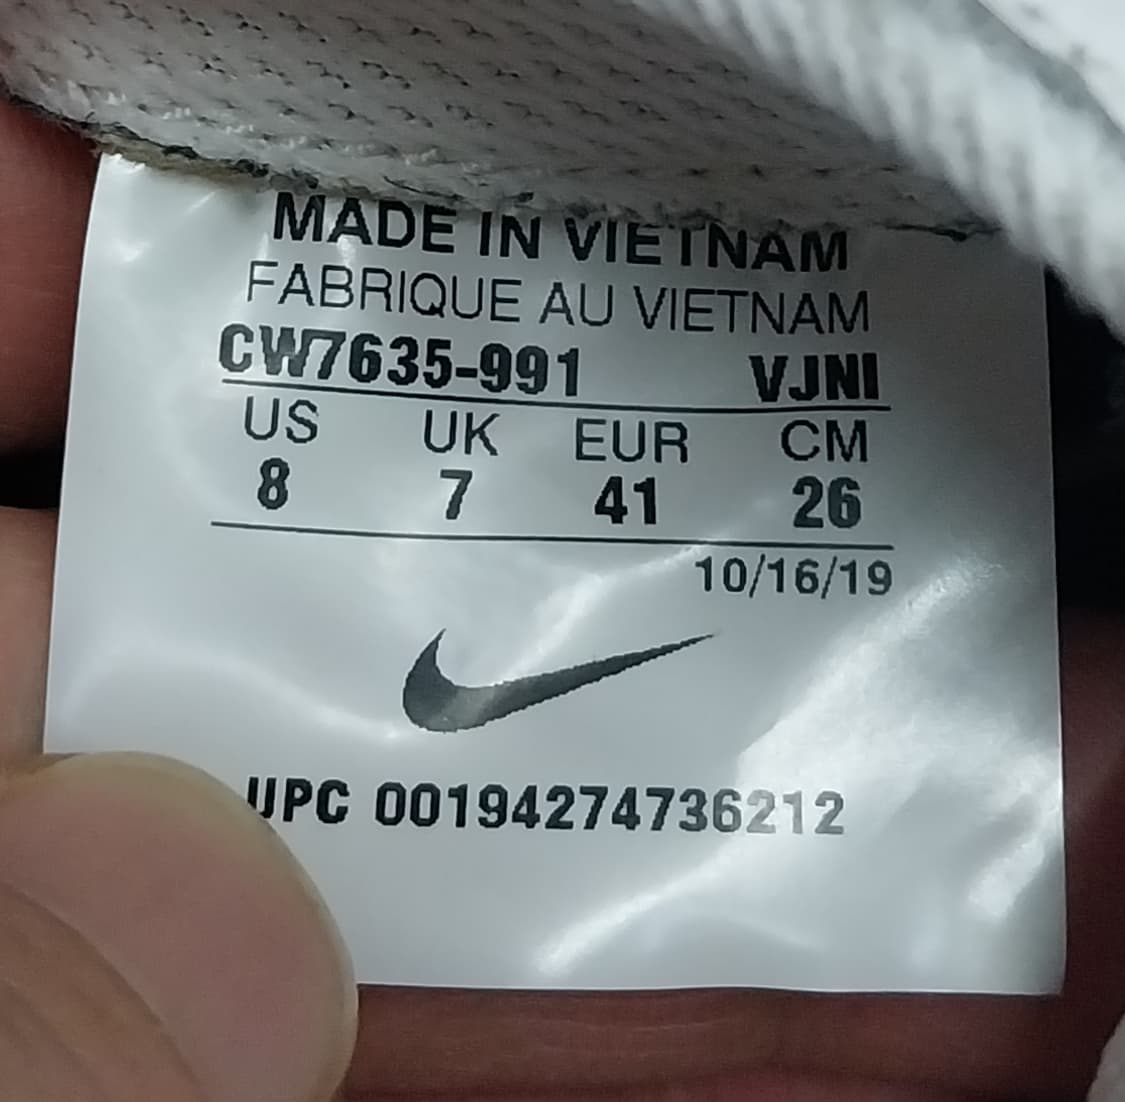 MADE IN VIETNAM
FABRIQUE AU VIETNAM
CW7635-991 VJNI
US UK EUR CM
8 7 41 26
10/16/19
UPC 00194274736212